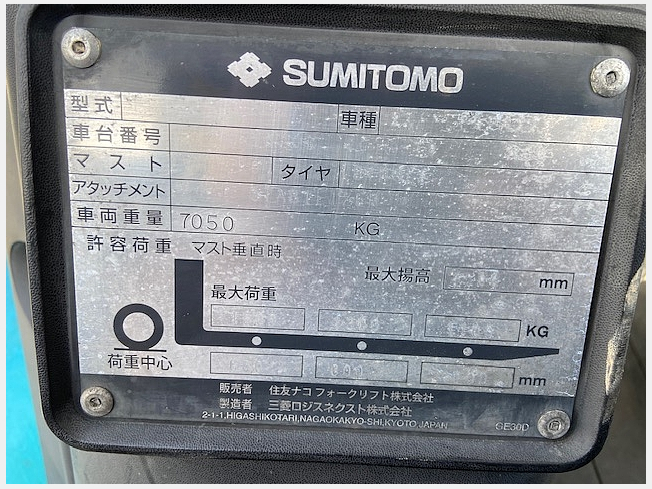 SUMITOMO
型式 車種
車台番号
マスト タイヤ
アタッチメント
車両重量 7050 KG
許容荷重 マスト垂直時
最大揚高 mm
最大荷重
KG
荷重中心
mm
販売者 住友ナコ フォークリフト株式会社
製造者 三菱ロジスネクスト株式会社
2-1-1,HIGASHIKOTARI,NAGAOKAKYO-SHI,KYOTO,JAPAN GE30D